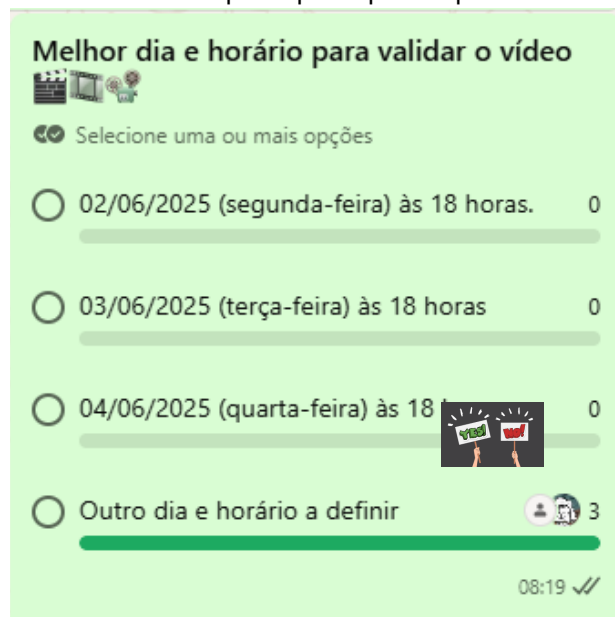 Melhor dia e horário para validar o vídeo
🎬🎞️📽️
Selecione uma ou mais opções
02/06/2025 (segunda-feira) às 18 horas. 0
03/06/2025 (terça-feira) às 18 horas 0
04/06/2025 (quarta-feira) às 18 0
YES! NO!
Outro dia e horário a definir 3
08:19